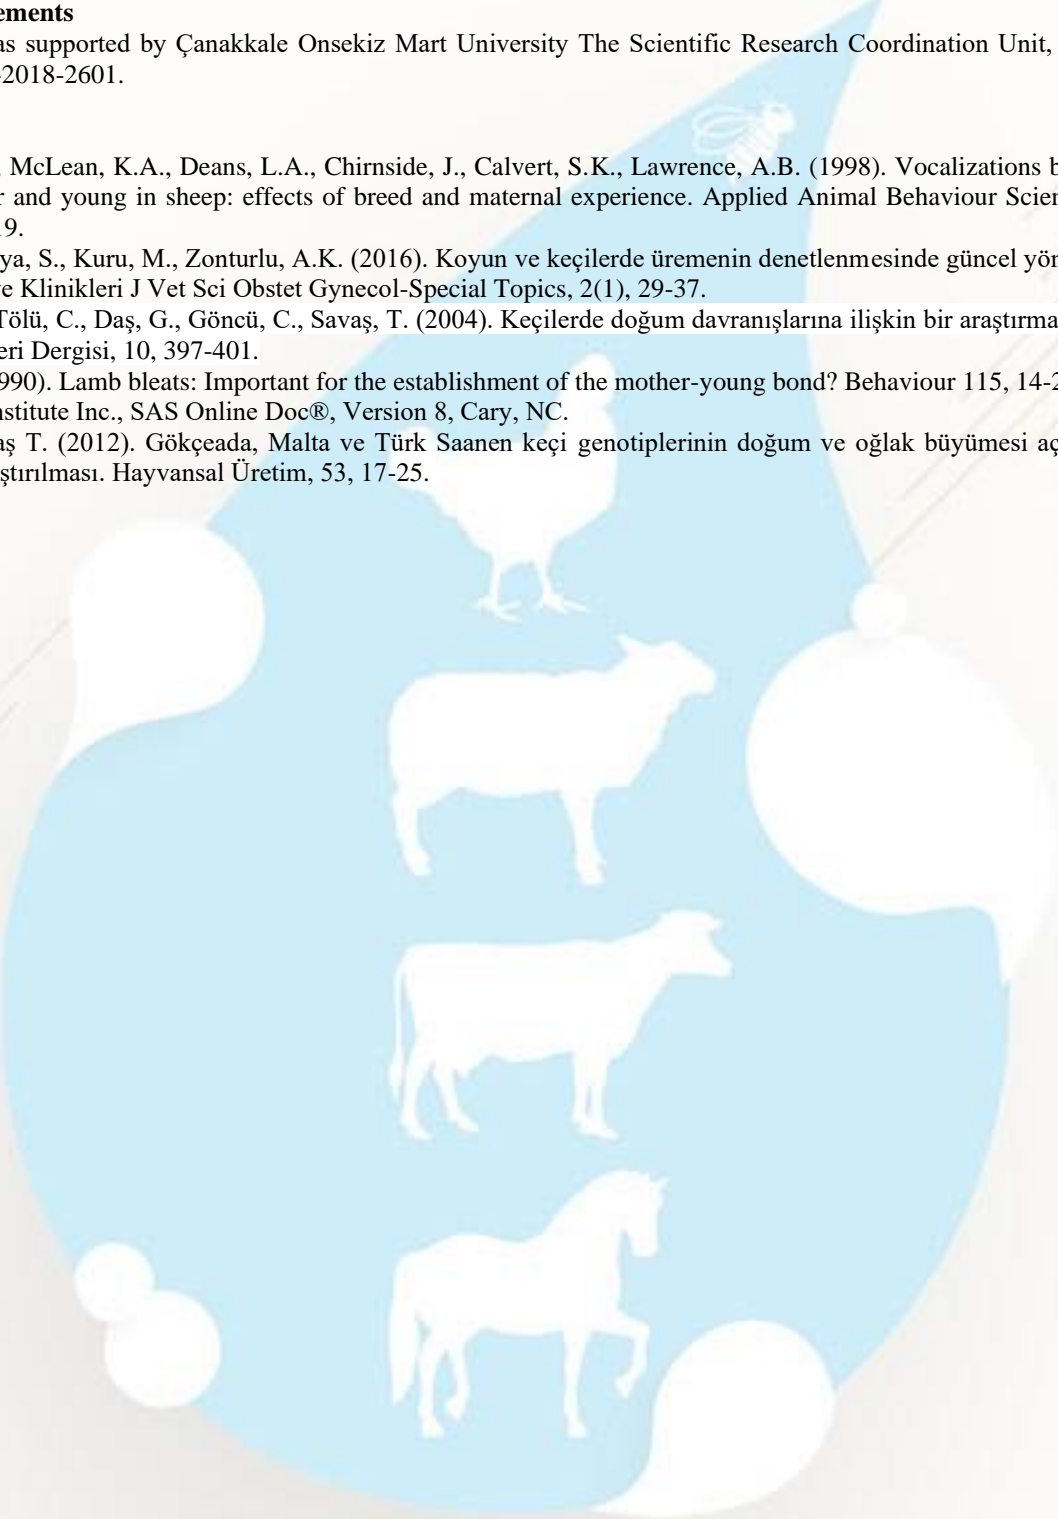 ements
as supported by Çanakkale Onsekiz Mart University The Scientific Research Coordination Unit,
-2018-2601.
, McLean, K.A., Deans, L.A., Chirnside, J., Calvert, S.K., Lawrence, A.B. (1998). Vocalizations b
r and young in sheep: effects of breed and maternal experience. Applied Animal Behaviour Scien
19.
ya, S., Kuru, M., Zonturlu, A.K. (2016). Koyun ve keçilerde üremenin denetlenmesinde güncel yön
ve Klinikleri J Vet Sci Obstet Gynecol-Special Topics, 2(1), 29-37.
Tölü, C., Daş, G., Göncü, C., Savaş, T. (2004). Keçilerde doğum davranışlarına ilişkin bir araştırma
eri Dergisi, 10, 397-401.
990). Lamb bleats: Important for the establishment of the mother-young bond? Behaviour 115, 14-2
nstitute Inc., SAS Online Doc®, Version 8, Cary, NC.
aş T. (2012). Gökçeada, Malta ve Türk Saanen keçi genotiplerinin doğum ve oğlak büyümesi aç
ştırılması. Hayvansal Üretim, 53, 17-25.